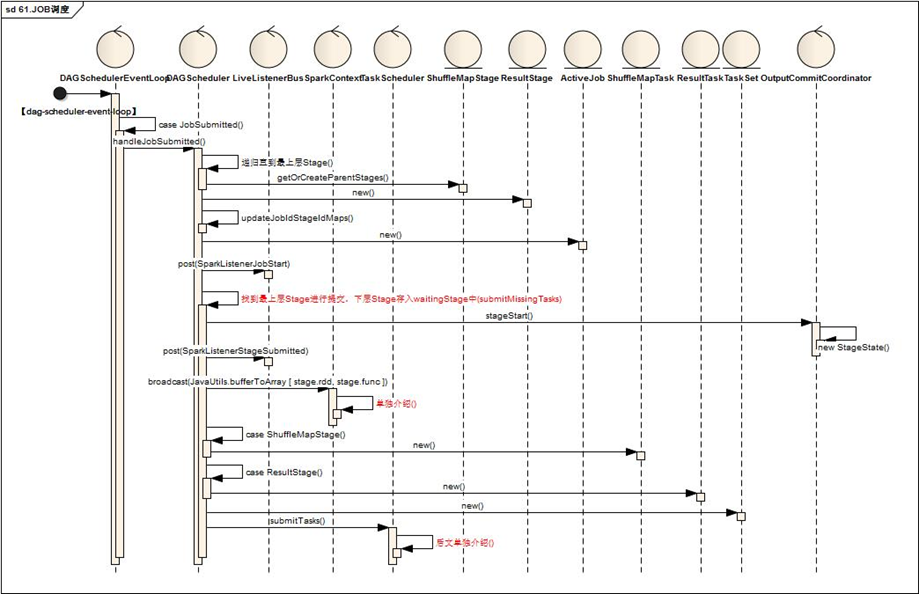 sd 61.JOB调度
DAGSchedulerEventLoop DAGScheduler LiveListenerBus SparkContext TaskScheduler ShuffleMapStage ResultStage ActiveJob ShuffleMapTask ResultTask TaskSet OutputCommitCoordinator
【dag-scheduler-event-loop】
case JobSubmitted()
handleJobSubmitted()
递归直到最上层Stage()
getOrCreateParentStages()
new()
updateJobIdStageIdMaps()
new()
post(SparkListenerJobStart)
找到最上层Stage进行提交，下层Stage存入waitingStage中(submitMissingTasks)
stageStart()
new StageState()
post(SparkListenerStageSubmitted)
broadcast(JavaUtils.bufferToArray [ stage.rdd, stage.func ])
单独介绍()
case ShuffleMapStage()
new()
case ResultStage()
new()
new()
submitTasks()
后文单独介绍()